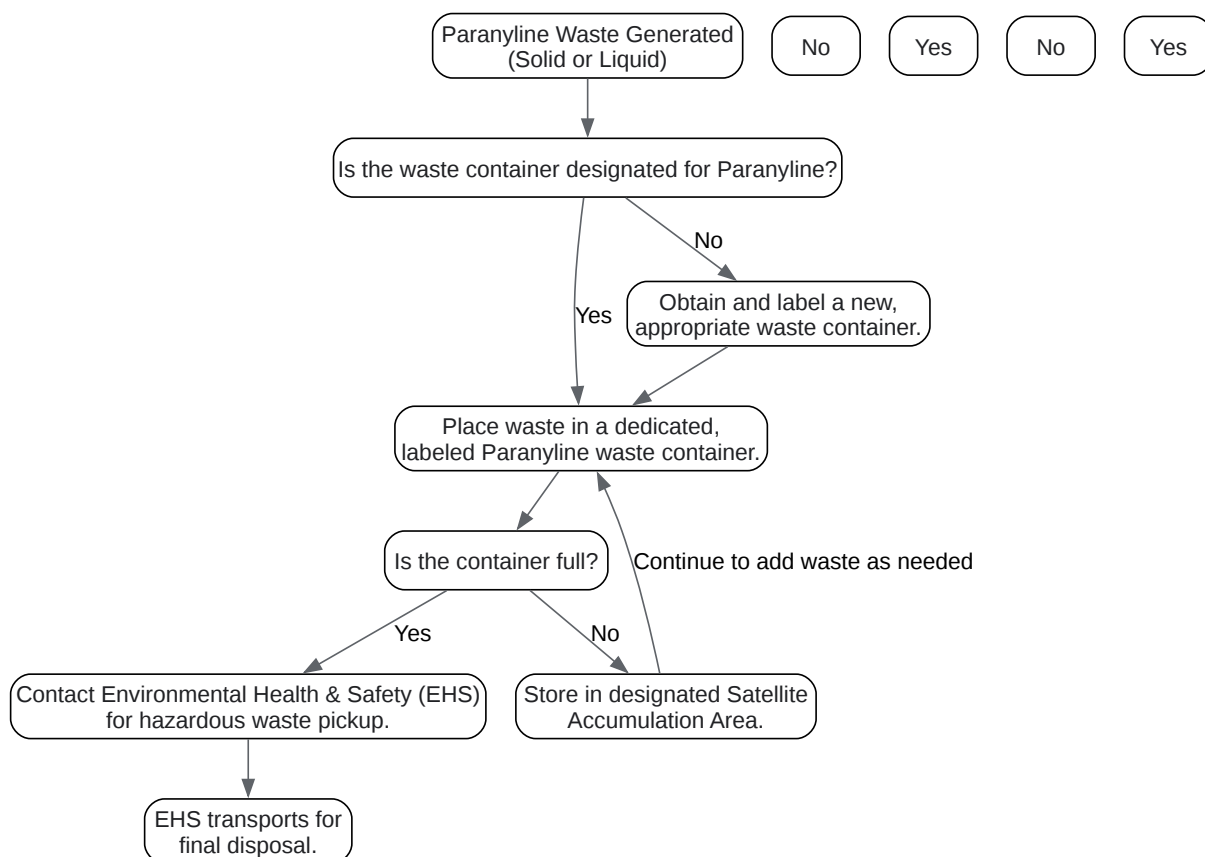 Paranyline Waste Generated
(Solid or Liquid)
No
Yes
No
Yes
Is the waste container designated for Paranyline?
No
Obtain and label a new,
appropriate waste container.
Yes
Place waste in a dedicated,
labeled Paranyline waste container.
Is the container full?
Continue to add waste as needed
Yes
No
Contact Environmental Health & Safety (EHS)
for hazardous waste pickup.
Store in designated Satellite
Accumulation Area.
EHS transports for
final disposal.